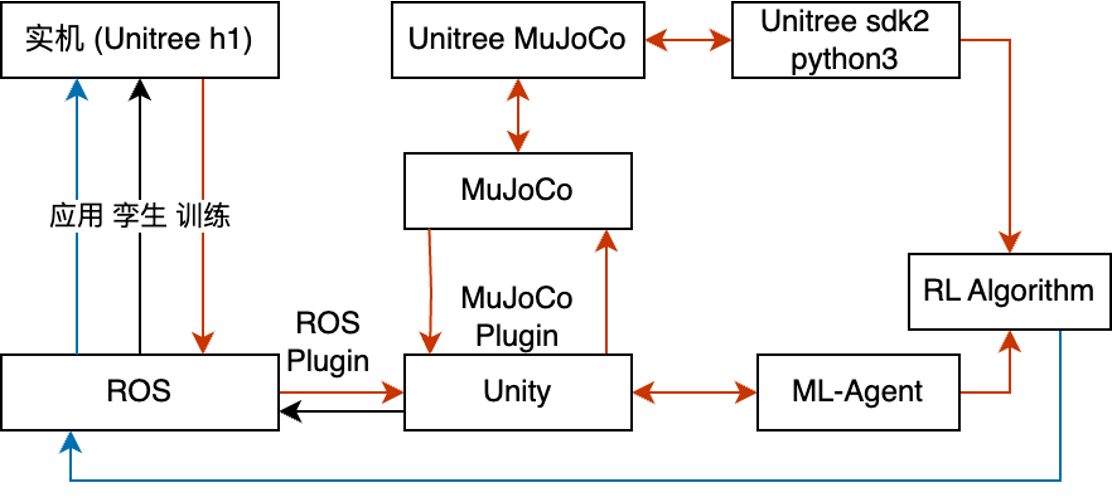 实机 (Unitree h1)
Unitree MuJoCo
Unitree sdk2
python3
MuJoCo
应用 孪生 训练
RL Algorithm
ROS
Plugin
MuJoCo
Plugin
ROS
Unity
ML-Agent